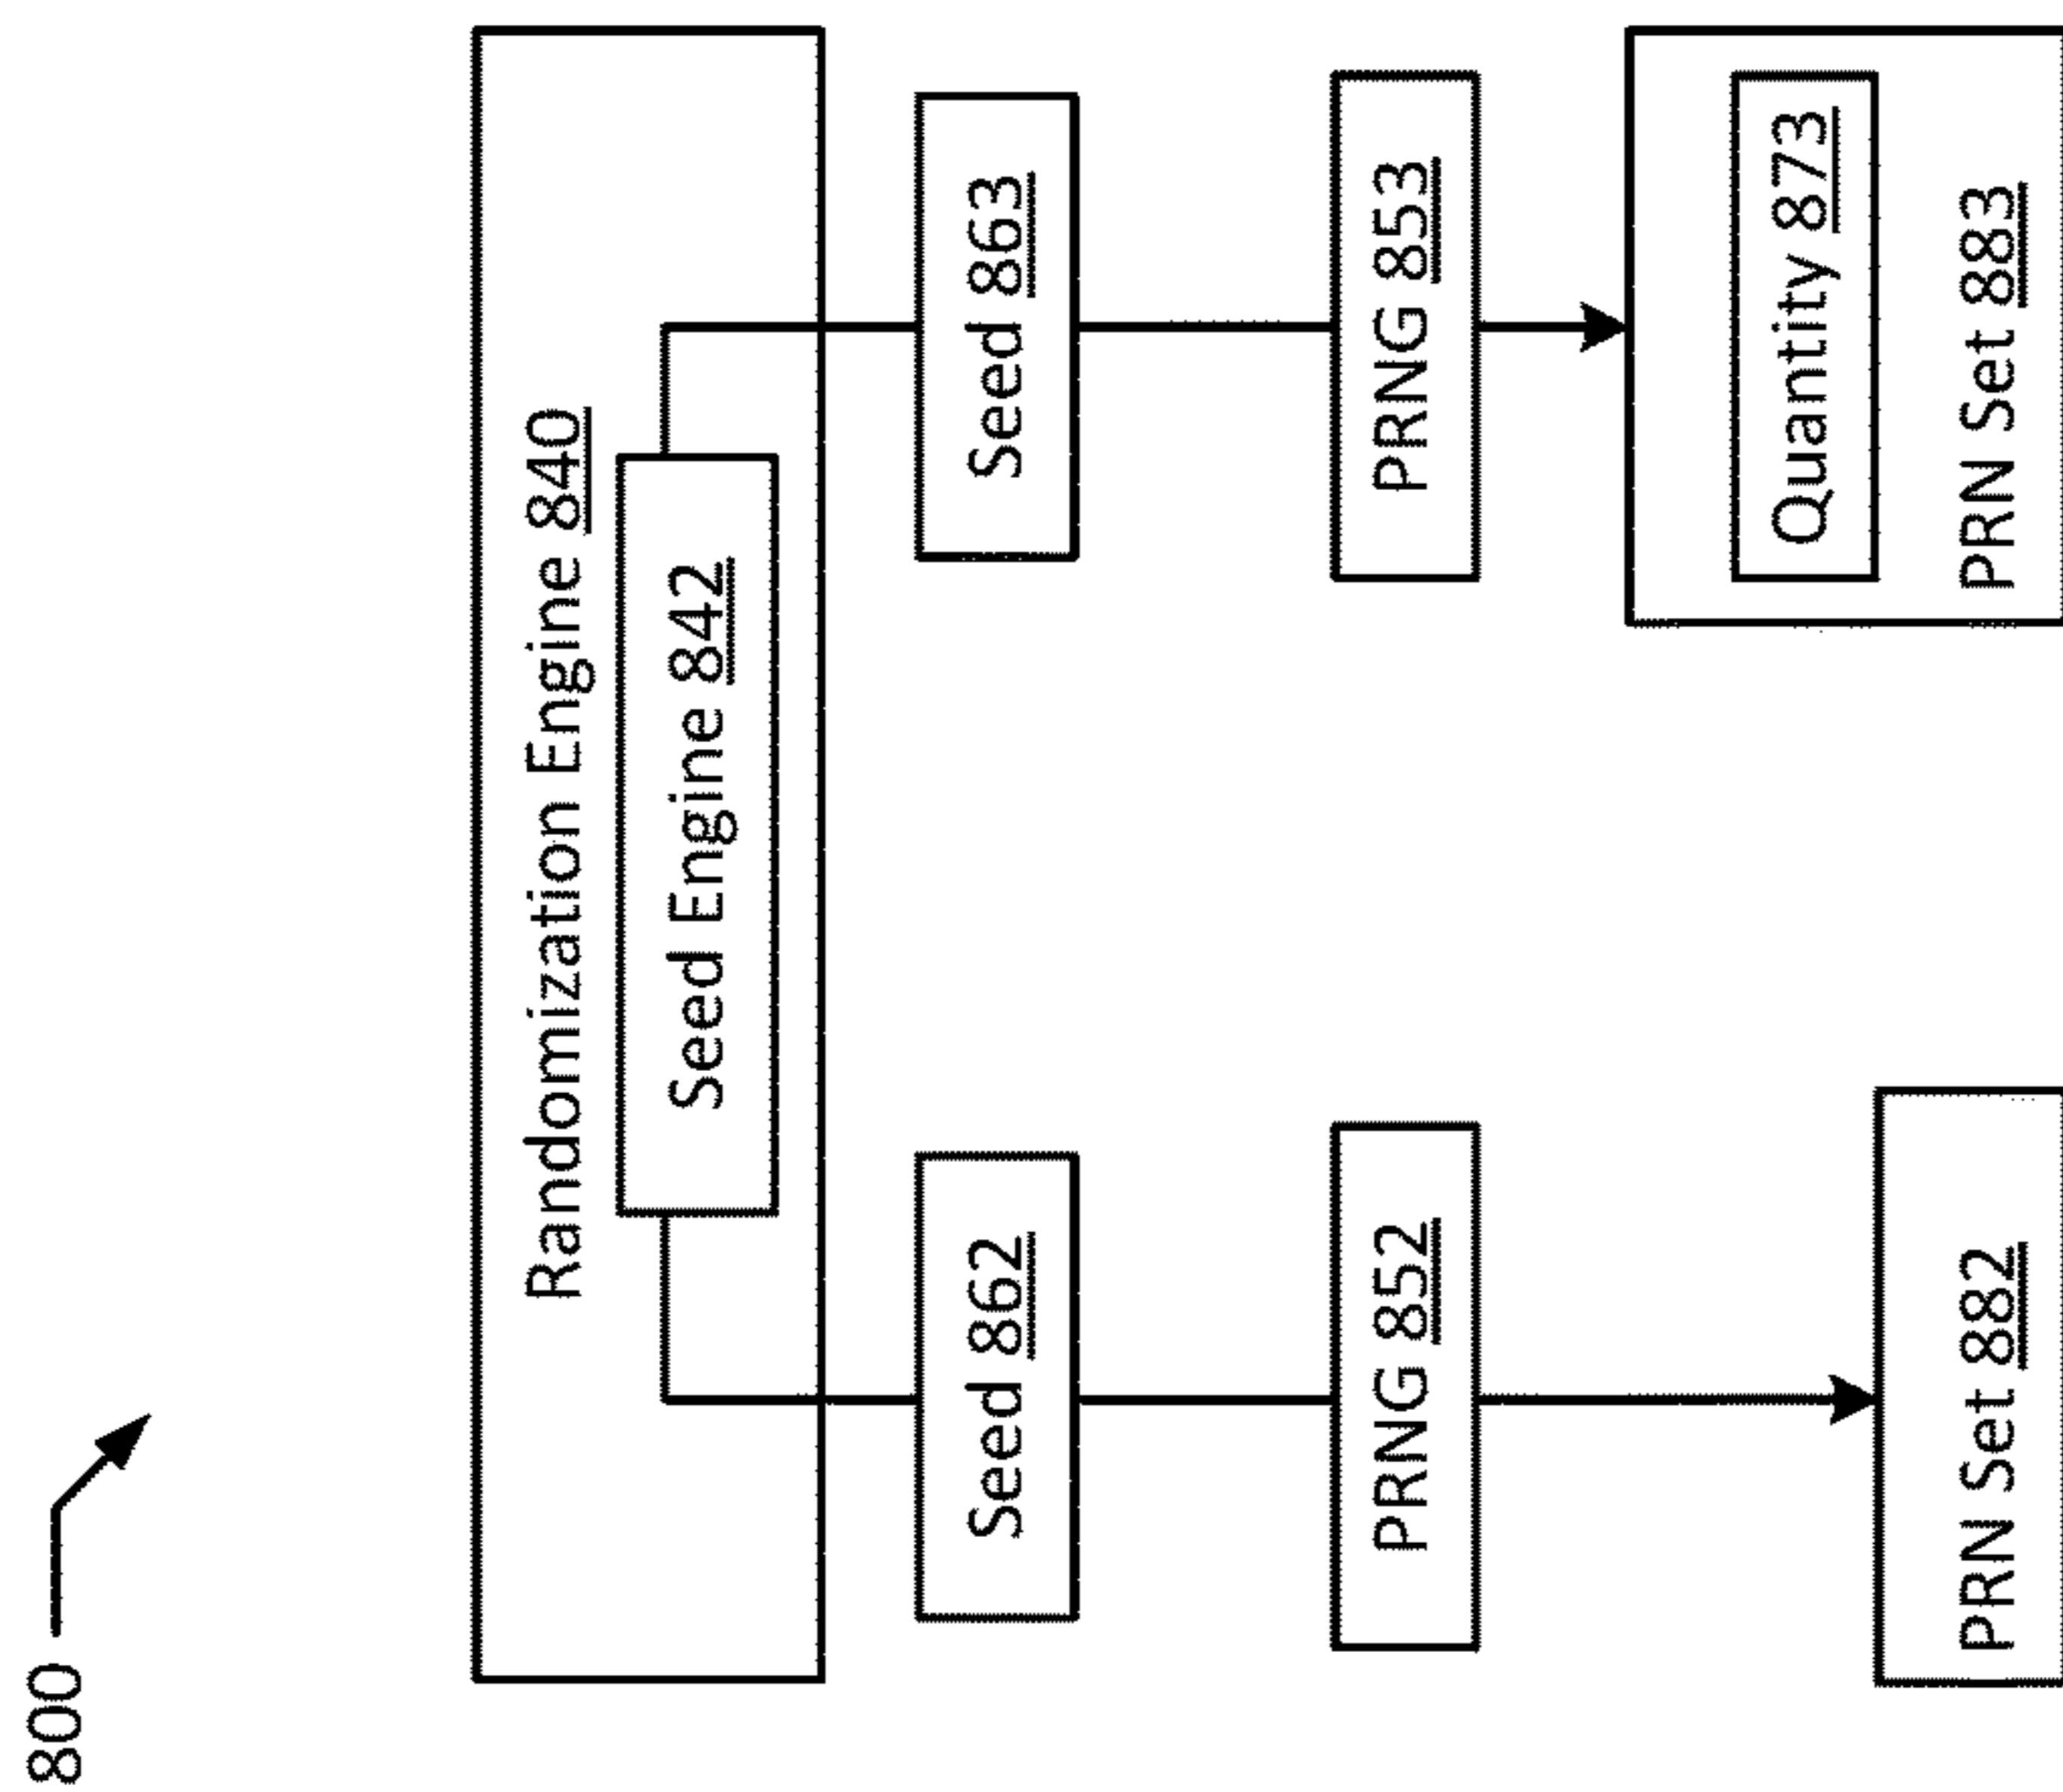 800
Randomization Engine 840
Seed Engine 842
Seed 862
Seed 863
PRNG 852
PRNG 853
Quantity 873
PRN Set 882
PRN Set 883